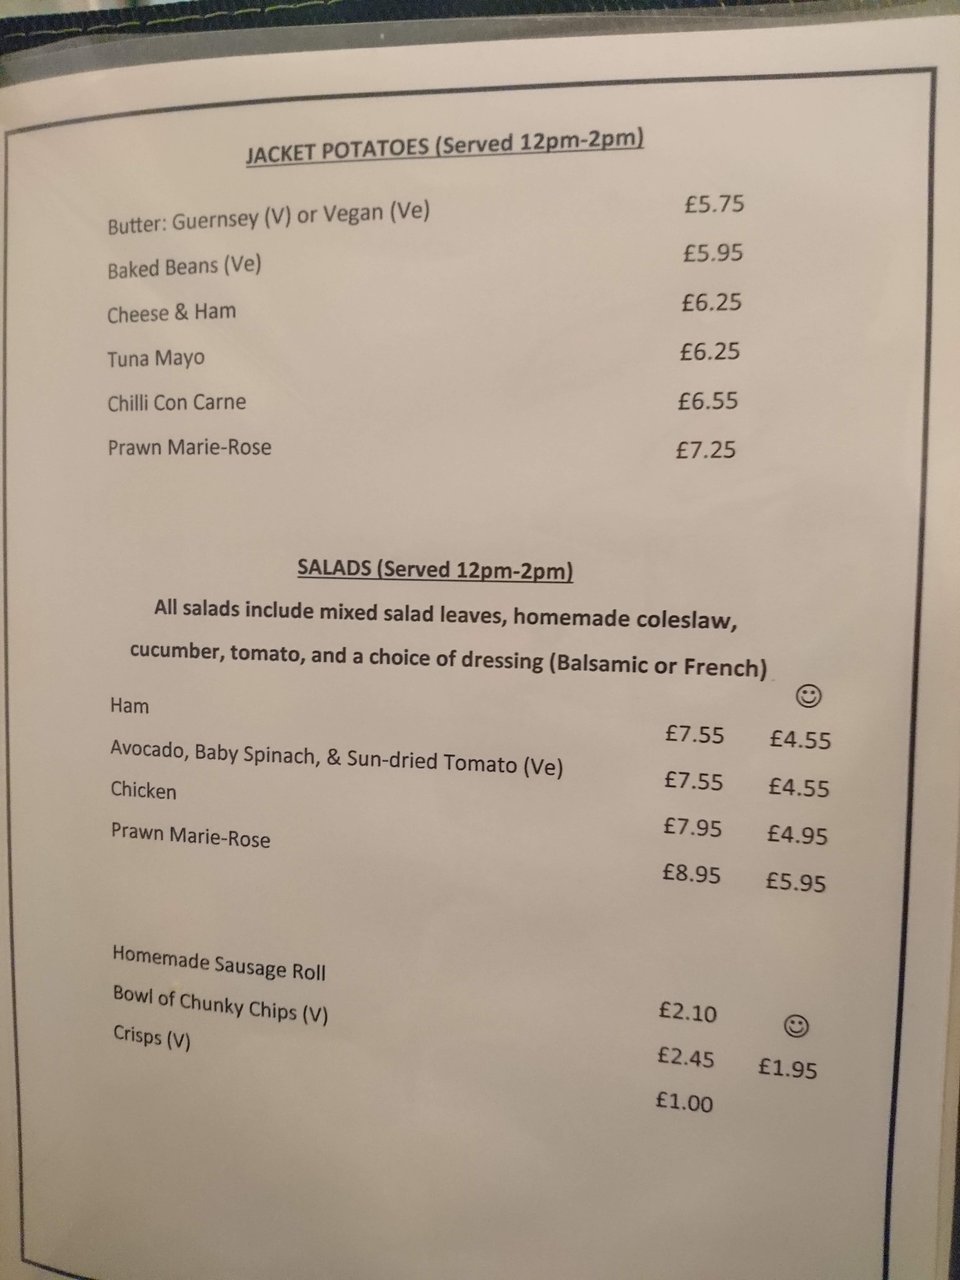 JACKET POTATOES (Served 12pm-2pm)
Butter: Guernsey (V) or Vegan (Ve) £5.75
Baked Beans (Ve) £5.95
Cheese & Ham £6.25
Tuna Mayo £6.25
Chilli Con Carne £6.55
Prawn Marie-Rose £7.25
SALADS (Served 12pm-2pm)
All salads include mixed salad leaves, homemade coleslaw,
cucumber, tomato, and a choice of dressing (Balsamic or French)
☺
Ham £7.55 £4.55
Avocado, Baby Spinach, & Sun-dried Tomato (Ve) £7.55 £4.55
Chicken £7.95 £4.95
Prawn Marie-Rose £8.95 £5.95
Homemade Sausage Roll £2.10 ☺
Bowl of Chunky Chips (V) £2.45 £1.95
Crisps (V) £1.00